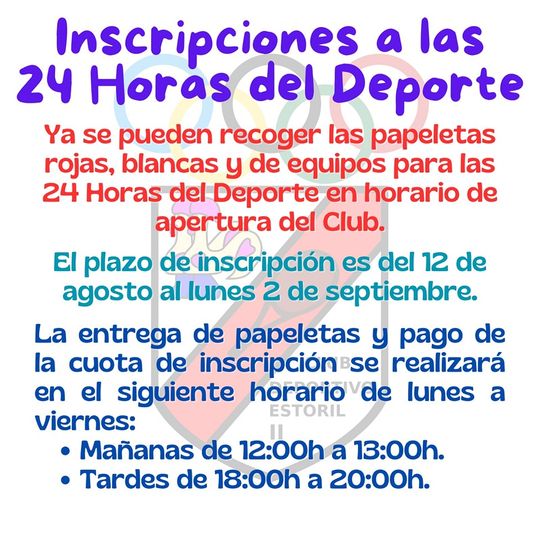 Inscripciones a las
24 Horas del Deporte
Ya se pueden recoger las papeletas
rojas, blancas y de equipos para las
24 Horas del Deporte en horario de
apertura del Club.
El plazo de inscripción es del 12 de
agosto al lunes 2 de septiembre.
La entrega de papeletas y pago de
la cuota de inscripción se realizará
en el siguiente horario de lunes a
viernes:
• Mañanas de 12:00h a 13:00h.
• Tardes de 18:00h a 20:00h.
DEPORTIVO
ESTORIL
II